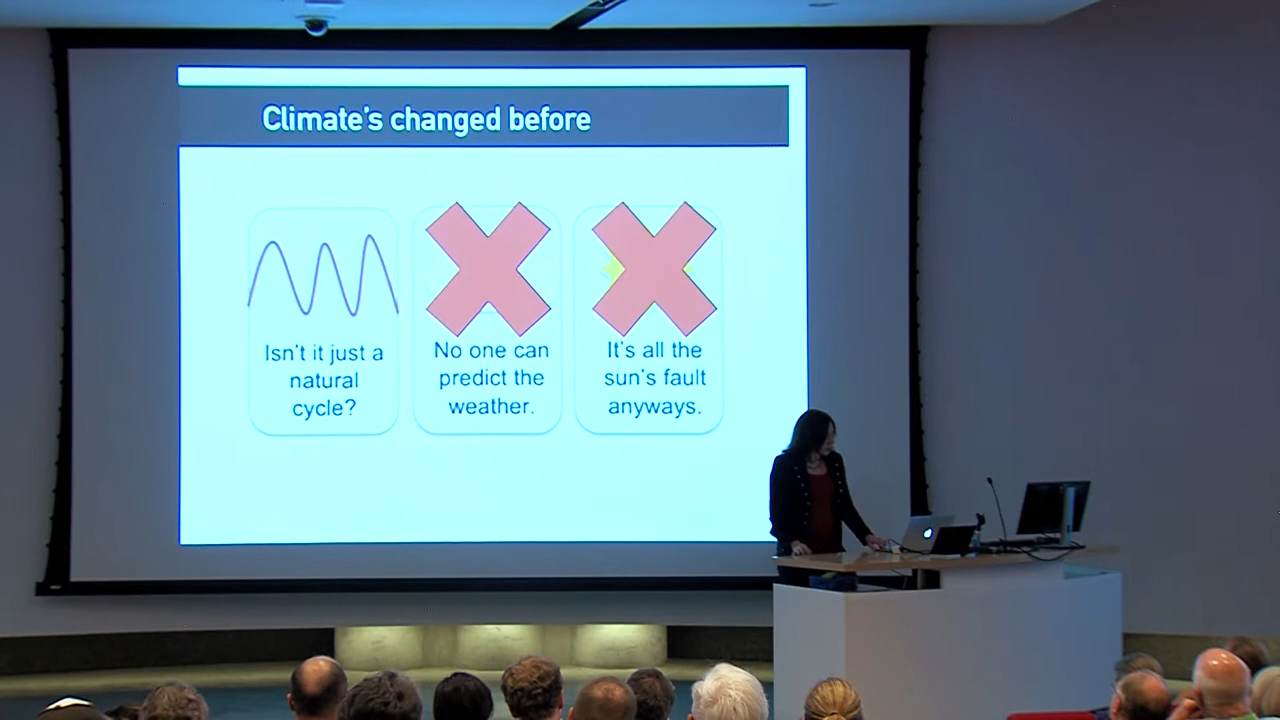 Climate's changed before
Isn't it just a
natural
cycle?
No one can
predict the
weather.
It's all the
sun's fault
anyways.